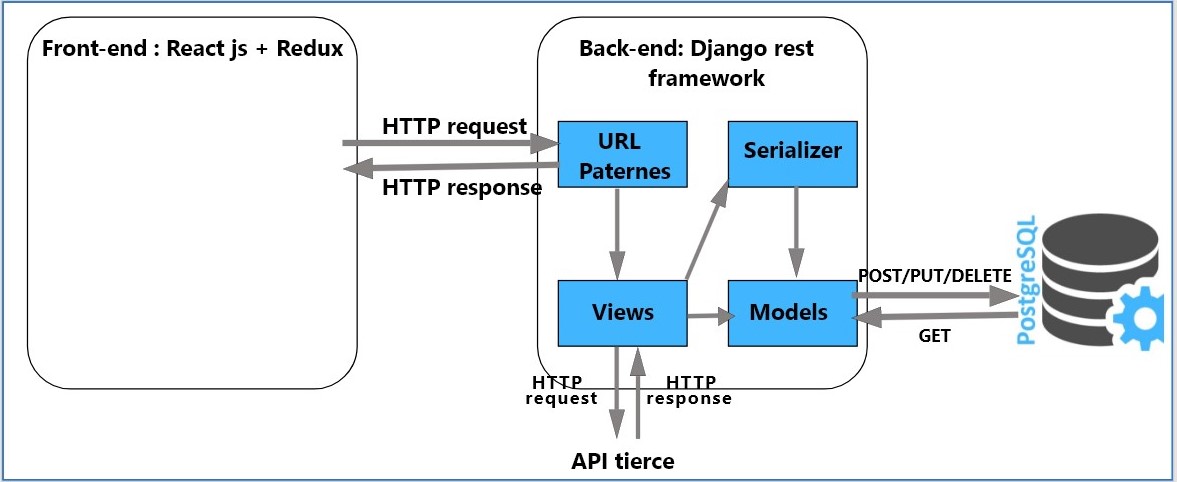 Front-end : React js + Redux
Back-end: Django rest
framework
HTTP request
HTTP response
URL
Paternes
Serializer
Views
Models
POST/PUT/DELETE
GET
PostgreSQL
HTTP
request
HTTP
response
API tierce